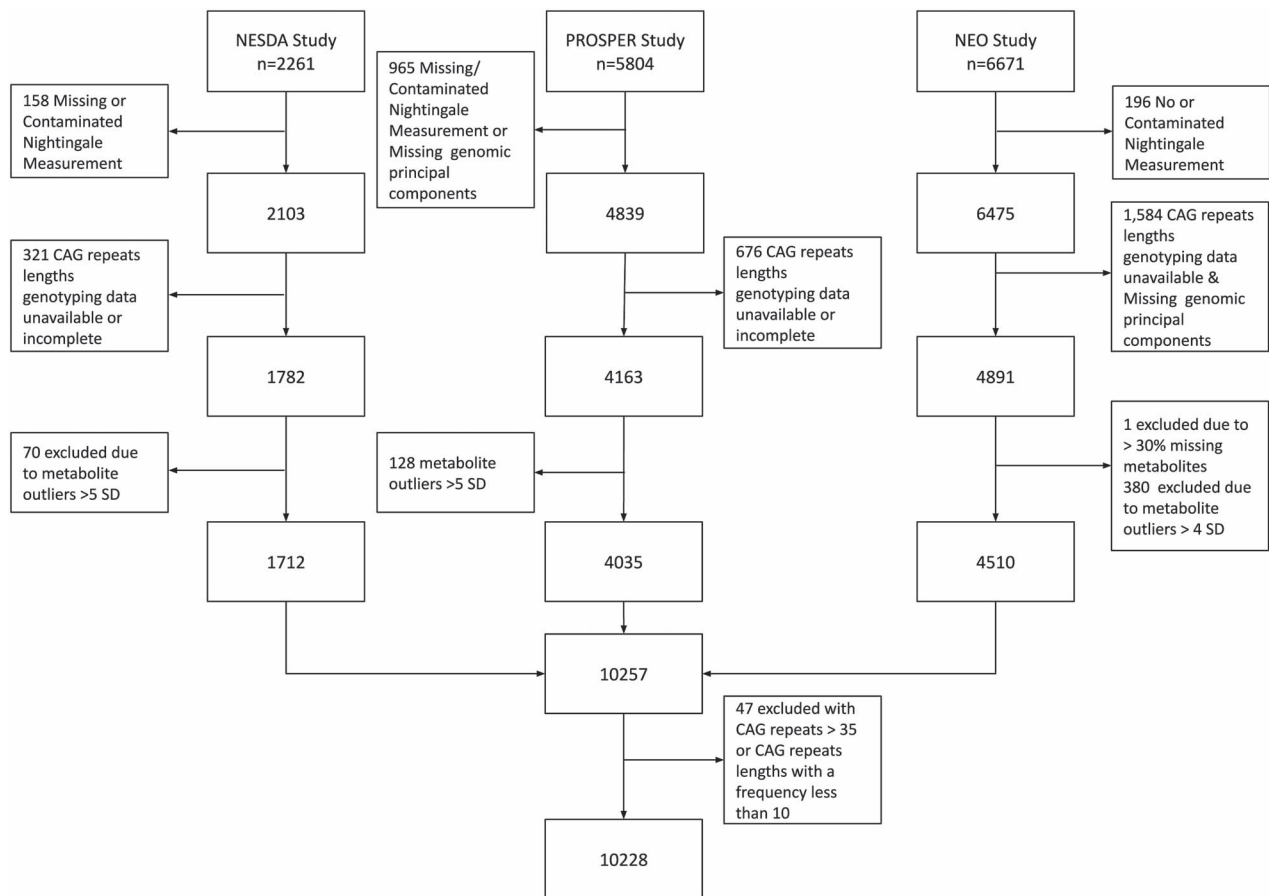 NESDA Study
n=2261
PROSPER Study
n=5804
NEO Study
n=6671
158 Missing or
Contaminated
Nightingale
Measurement
965 Missing/
Contaminated
Nightingale
Measurement or
Missing genomic
principal
components
196 No or
Contaminated
Nightingale
Measurement
2103
4839
6475
321 CAG repeats
lengths
genotyping data
unavailable or
incomplete
676 CAG repeats
lengths
genotyping data
unavailable or
incomplete
1,584 CAG repeats
lengths
genotyping data
unavailable &
Missing genomic
principal
components
1782
4163
4891
70 excluded due
to metabolite
outliers >5 SD
128 metabolite
outliers >5 SD
1 excluded due to
> 30% missing
metabolites
380 excluded due
to metabolite
outliers > 4 SD
1712
4035
4510
10257
47 excluded with
CAG repeats > 35
or CAG repeats
lengths with a
frequency less
than 10
10228